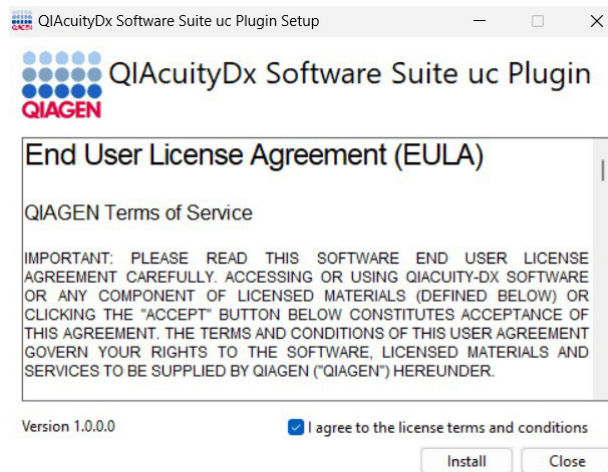 QIAcuityDx Software Suite uc Plugin Setup
QIAcuityDx Software Suite uc Plugin
QIAGEN
End User License Agreement (EULA)
QIAGEN Terms of Service
IMPORTANT: PLEASE READ THIS SOFTWARE END USER LICENSE
AGREEMENT CAREFULLY. ACCESSING OR USING QIACUITY-DX SOFTWARE
OR ANY COMPONENT OF LICENSED MATERIALS (DEFINED BELOW) OR
CLICKING THE "ACCEPT" BUTTON BELOW CONSTITUTES ACCEPTANCE OF
THIS AGREEMENT. THE TERMS AND CONDITIONS OF THIS USER AGREEMENT
GOVERN YOUR RIGHTS TO THE SOFTWARE, LICENSED MATERIALS AND
SERVICES TO BE SUPPLIED BY QIAGEN ("QIAGEN") HEREUNDER.
Version 1.0.0.0
I agree to the license terms and conditions
Install
Close